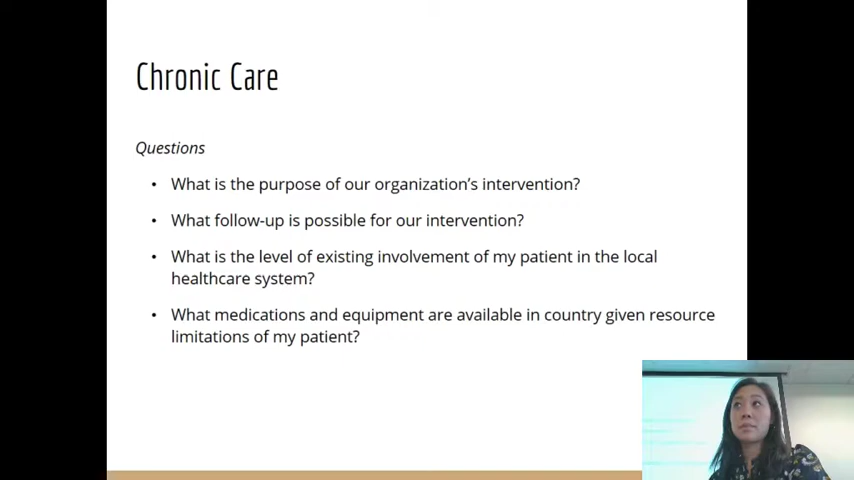 Chronic Care
Questions
• What is the purpose of our organization's intervention?
• What follow-up is possible for our intervention?
• What is the level of existing involvement of my patient in the local
healthcare system?
• What medications and equipment are available in country given resource
limitations of my patient?